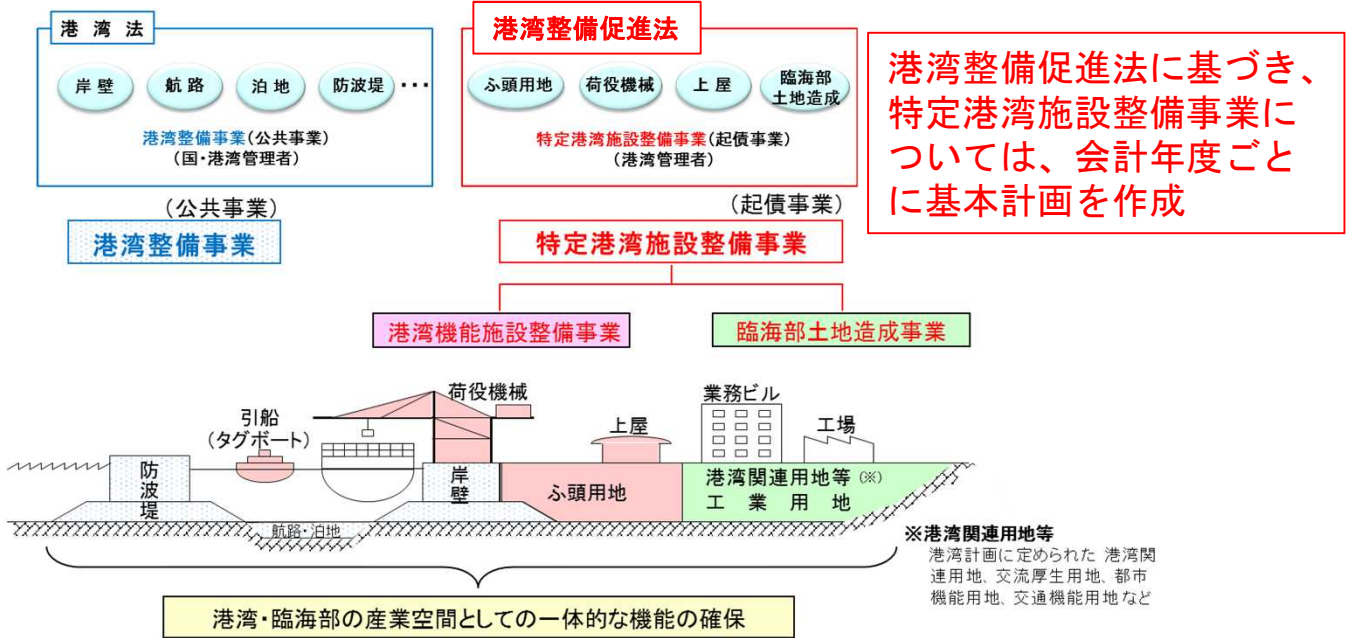 港湾法
岸壁
航路
泊地
防波堤
・・・
港湾整備事業(公共事業)
(国・港湾管理者)
港湾整備促進法
ふ頭用地
荷役機械
上屋
臨海部
土地造成
特定港湾施設整備事業(起債事業)
(港湾管理者)
港湾整備促進法に基づき、
特定港湾施設整備事業に
ついては、会計年度ごと
に基本計画を作成
(公共事業)
港湾整備事業
(起債事業)
特定港湾施設整備事業
港湾機能施設整備事業
臨海部土地造成事業
引船
(タグボート)
荷役機械
上屋
業務ビル
工場
防波堤
岸壁
ふ頭用地
港湾関連用地等(※)
工業用地
航路・泊地
※港湾関連用地等
港湾計画に定められた 港湾関
連用地、交流厚生用地、都市
機能用地、交通機能用地など
港湾・臨海部の産業空間としての一体的な機能の確保